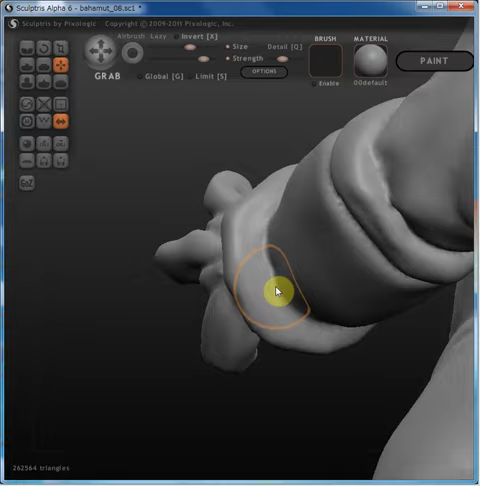 Sculptris Alpha 6 - bahamut_06.sc1 *
Sculptris by Pixologic, Copyright ©2009-2011 Pixologic, Inc.
Airbrush Lazy Invert [X]
Size Detail [Q]
Strength
GRAB Global [G] Limit [S] OPTIONS
BRUSH
Enable
MATERIAL
00default
PAINT
262564 triangles